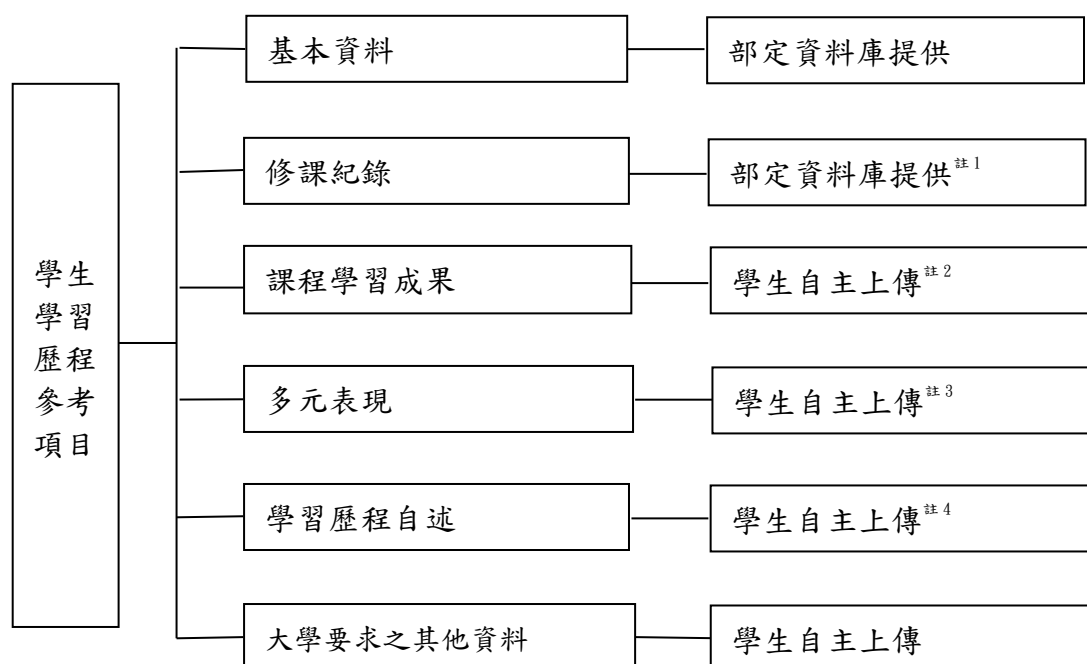 學生
學習
歷程
參考
項目
基本資料
部定資料庫提供
修課紀錄
部定資料庫提供註1
課程學習成果
學生自主上傳註2
多元表現
學生自主上傳註3
學習歷程自述
學生自主上傳註4
大學要求之其他資料
學生自主上傳